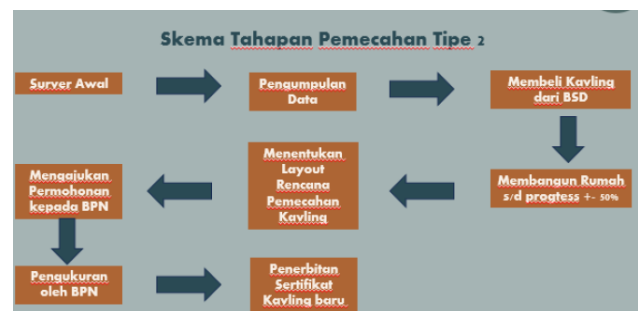 Skema Tahapan Pemecahan Tipe 2
Surver Awal
Pengumpulan
Data
Membeli Kavling
dari BSD
Membangun Rumah
s/d progtess +- 50%
Menentukan
Layout
Rencana
Pemecahan
Kavling
Mengajukan
Permohonan
kepada BPN
Pengukuran
oleh BPN
Penerbitan
Sertifikat
Kavling baru